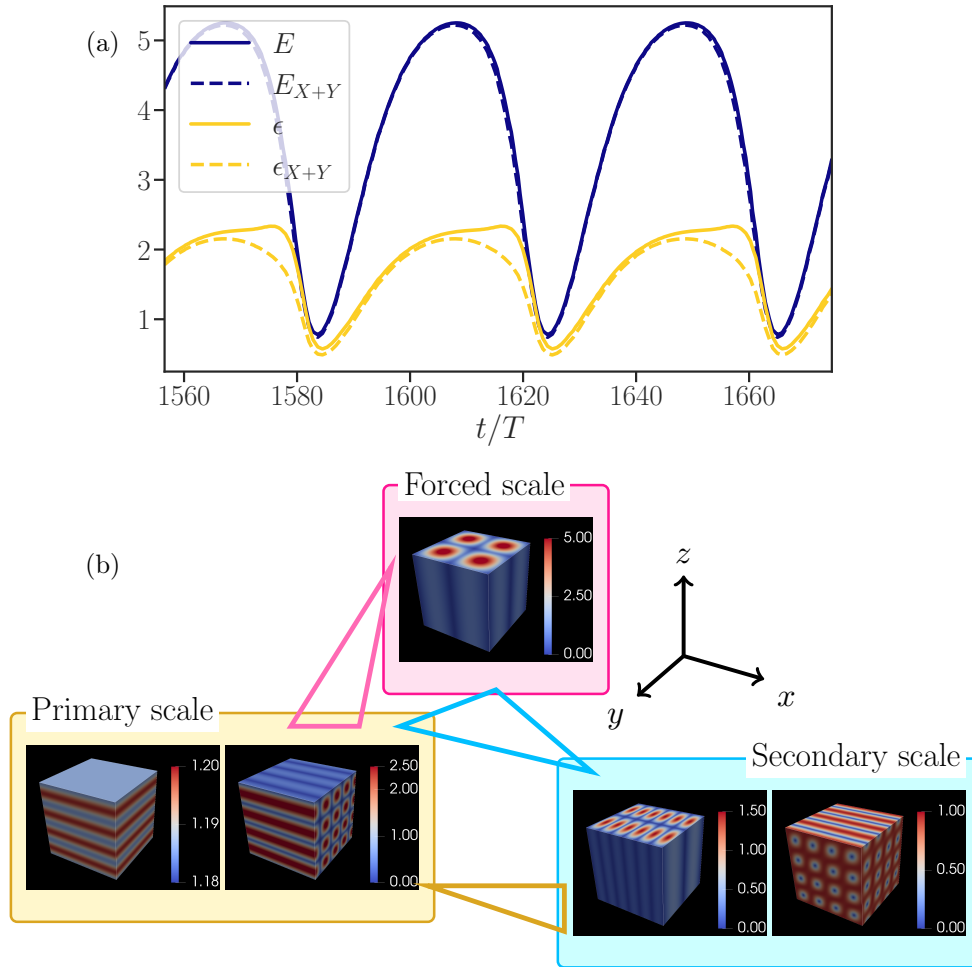 (a)
E
E_{X+Y}
ϵ
ϵ_{X+Y}
5
4
3
2
1
1560 1580 1600 1620 1640 1660
t/T
(b)
Forced scale
5.00
2.50
0.00
z
x
y
Primary scale
1.20
1.19
1.18
2.50
2.00
1.00
0.00
Secondary scale
1.50
1.00
0.50
0.00
1.00
0.50
0.00